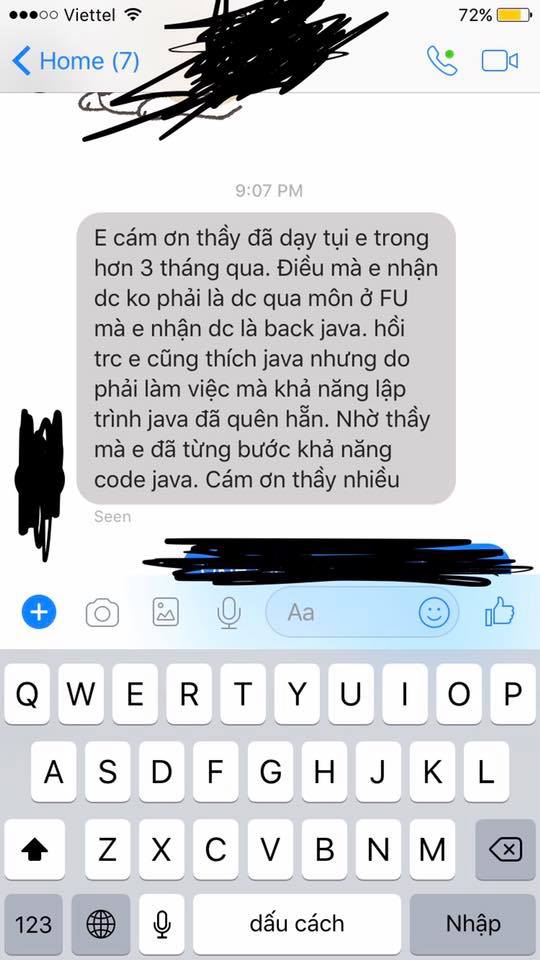 Viettel
72%
Home (7)
9:07 PM
E cám ơn thầy đã dạy tụi e trong
hơn 3 tháng qua. Điều mà e nhận
dc ko phải là dc qua môn ở FU
mà e nhận dc là back java. hồi
trc e cũng thích java nhưng do
phải làm việc mà khả năng lập
trình java đã quên hẵn. Nhờ thầy
mà e đã từng bước khả năng
code java. Cám ơn thầy nhiều
Seen
Aa
Q W E R T Y U I O P
A S D F G H J K L
Z X C V B N M
123 dấu cách Nhập